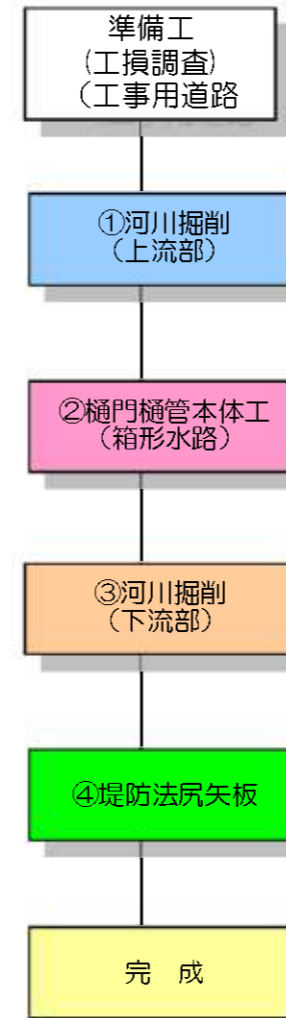 準備工
(工損調査)
(工事用道路
①河川掘削
(上流部)
②樋門樋管本体工
(箱形水路)
③河川掘削
(下流部)
④堤防法尻矢板
完　成